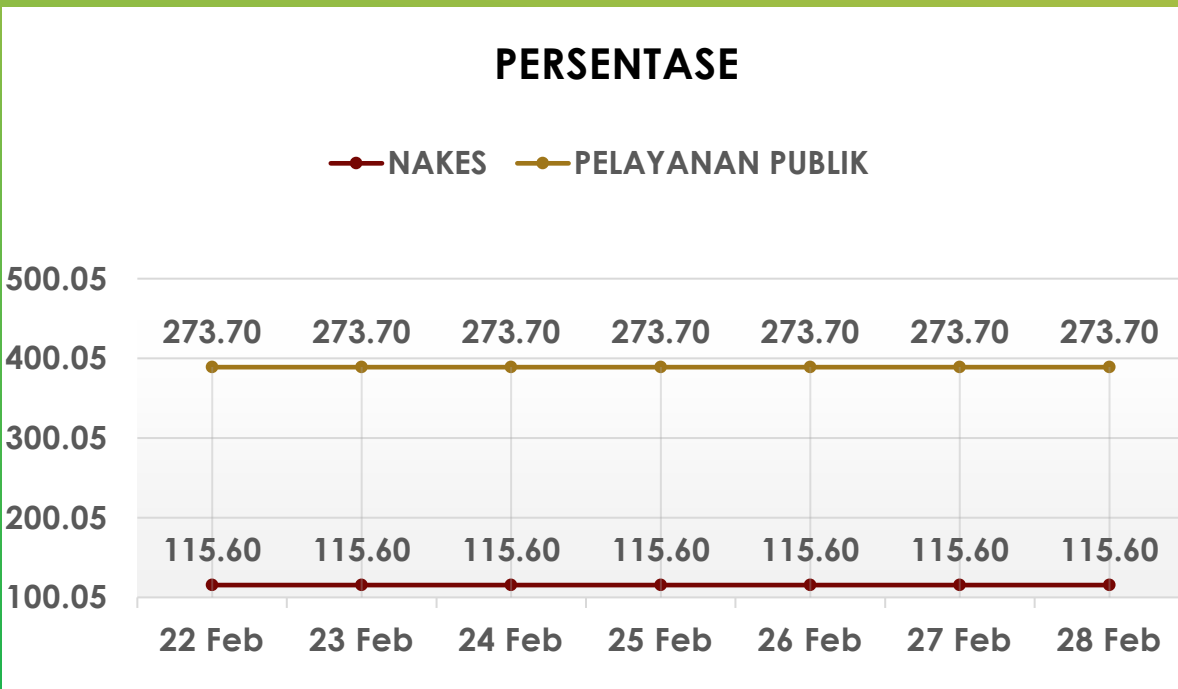 PERSENTASE
NAKES PELAYANAN PUBLIK
500.05
273.70 273.70 273.70 273.70 273.70 273.70 273.70
400.05
300.05
200.05
115.60 115.60 115.60 115.60 115.60 115.60 115.60
100.05
22 Feb 23 Feb 24 Feb 25 Feb 26 Feb 27 Feb 28 Feb